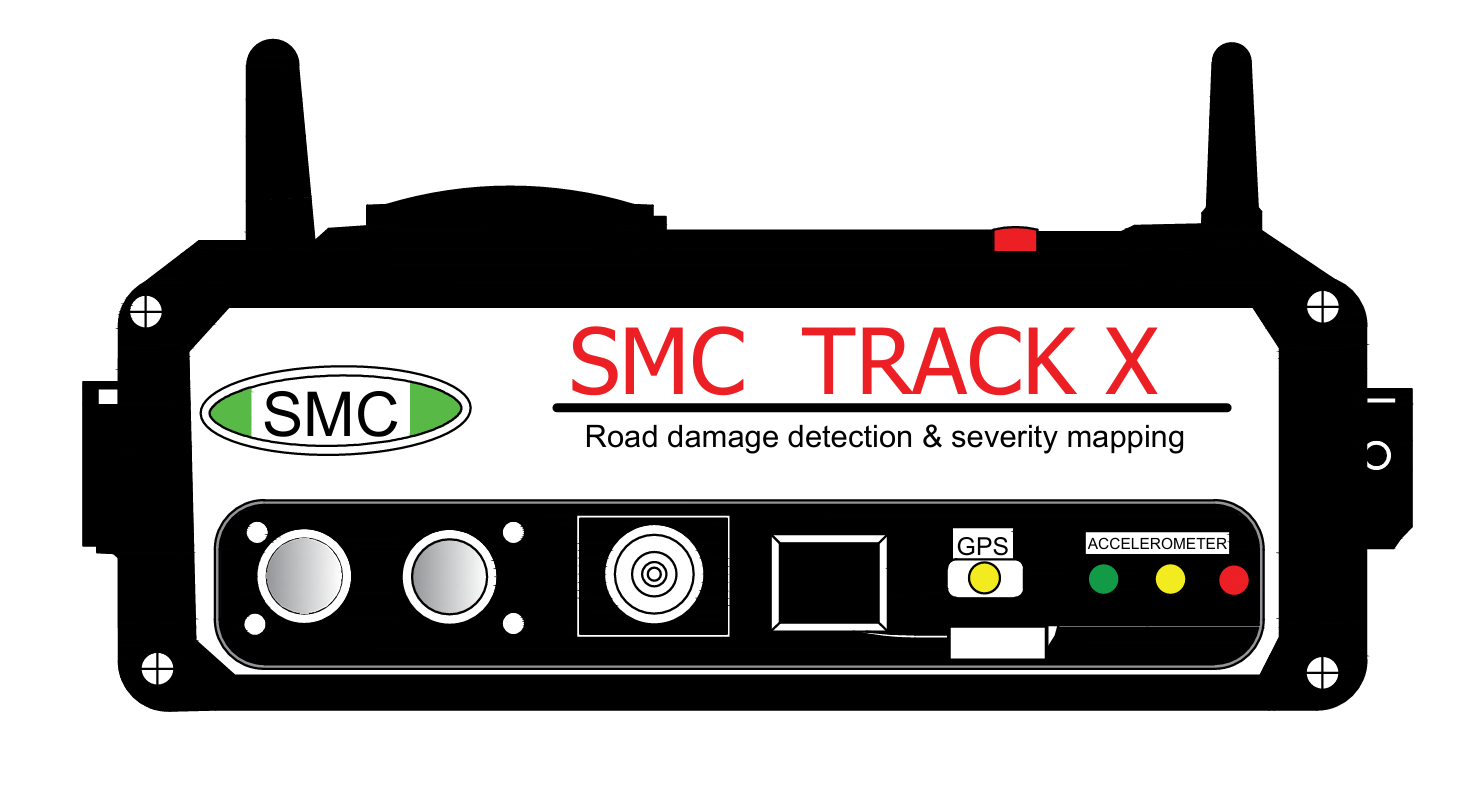 SMC TRACK X
SMC
Road damage detection & severity mapping
GPS
ACCELEROMETER